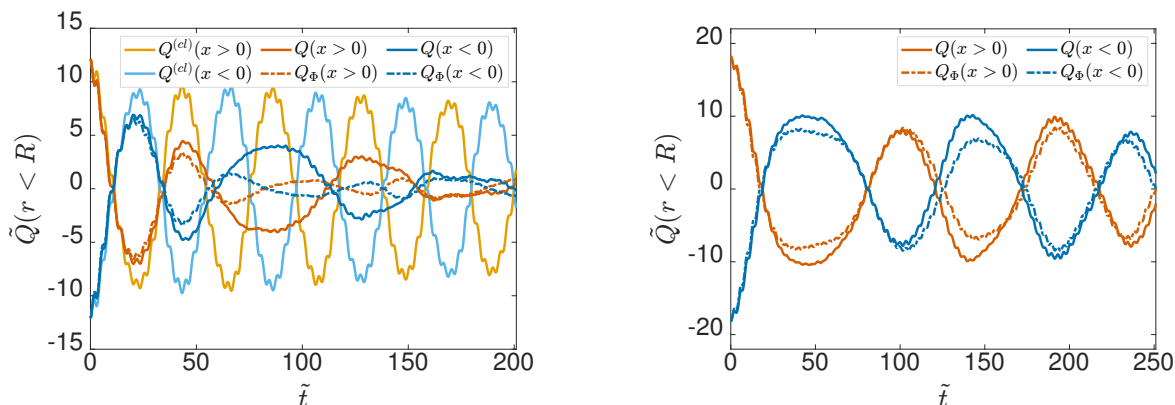 15
10
5
0
-5
-10
-15
Q̃(r < R)
Q^{(cl)}(x > 0) Q(x > 0) Q(x < 0)
Q^{(cl)}(x < 0) Q_Φ(x > 0) Q_Φ(x < 0)
0 50 100 150 200
t̃
20
10
0
-10
-20
Q̃(r < R)
Q(x > 0) Q(x < 0)
Q_Φ(x > 0) Q_Φ(x < 0)
0 50 100 150 200 250
t̃